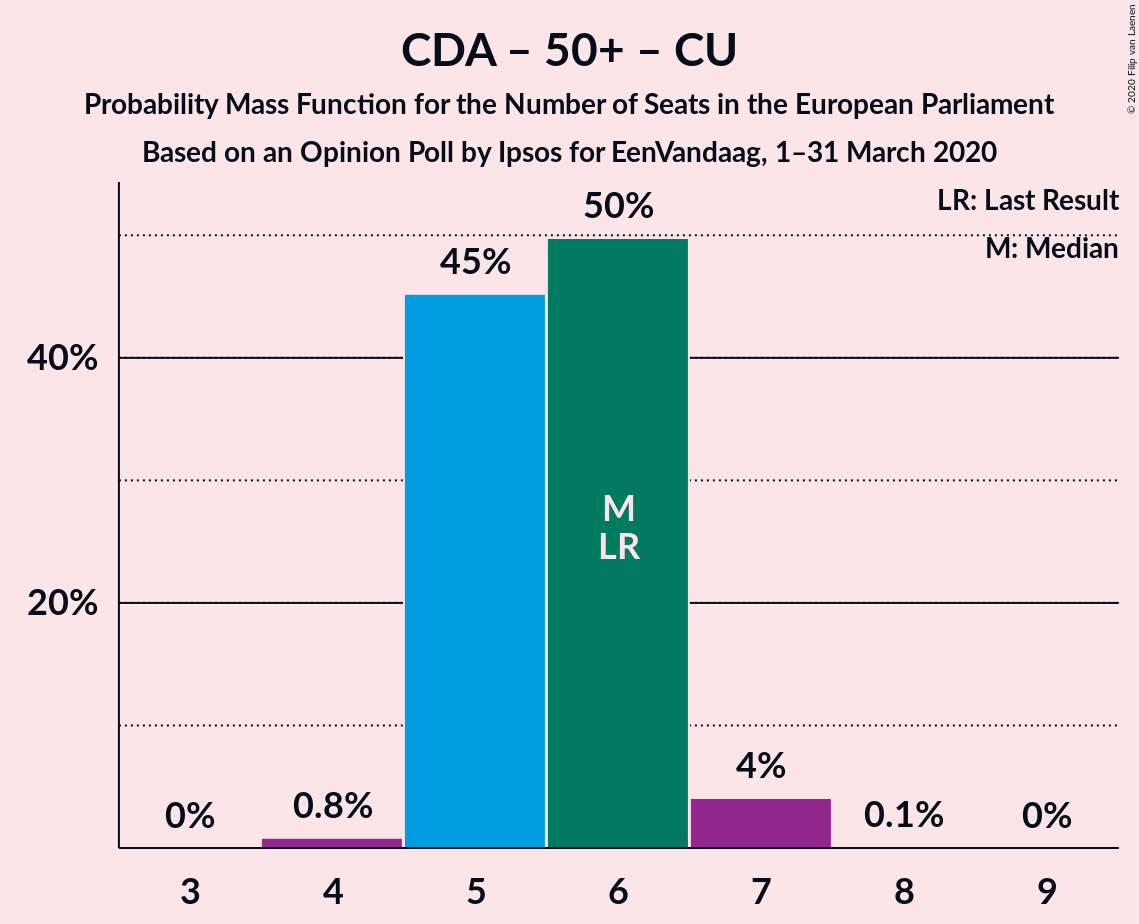 CDA – 50+ – CU
Probability Mass Function for the Number of Seats in the European Parliament
Based on an Opinion Poll by Ipsos for EenVandaag, 1–31 March 2020
© 2020 Filip van Laenen
LR: Last Result
M: Median
50%
45%
40%
M
LR
20%
4%
0.8%
0%
0.1%
0%
3 4 5 6 7 8 9